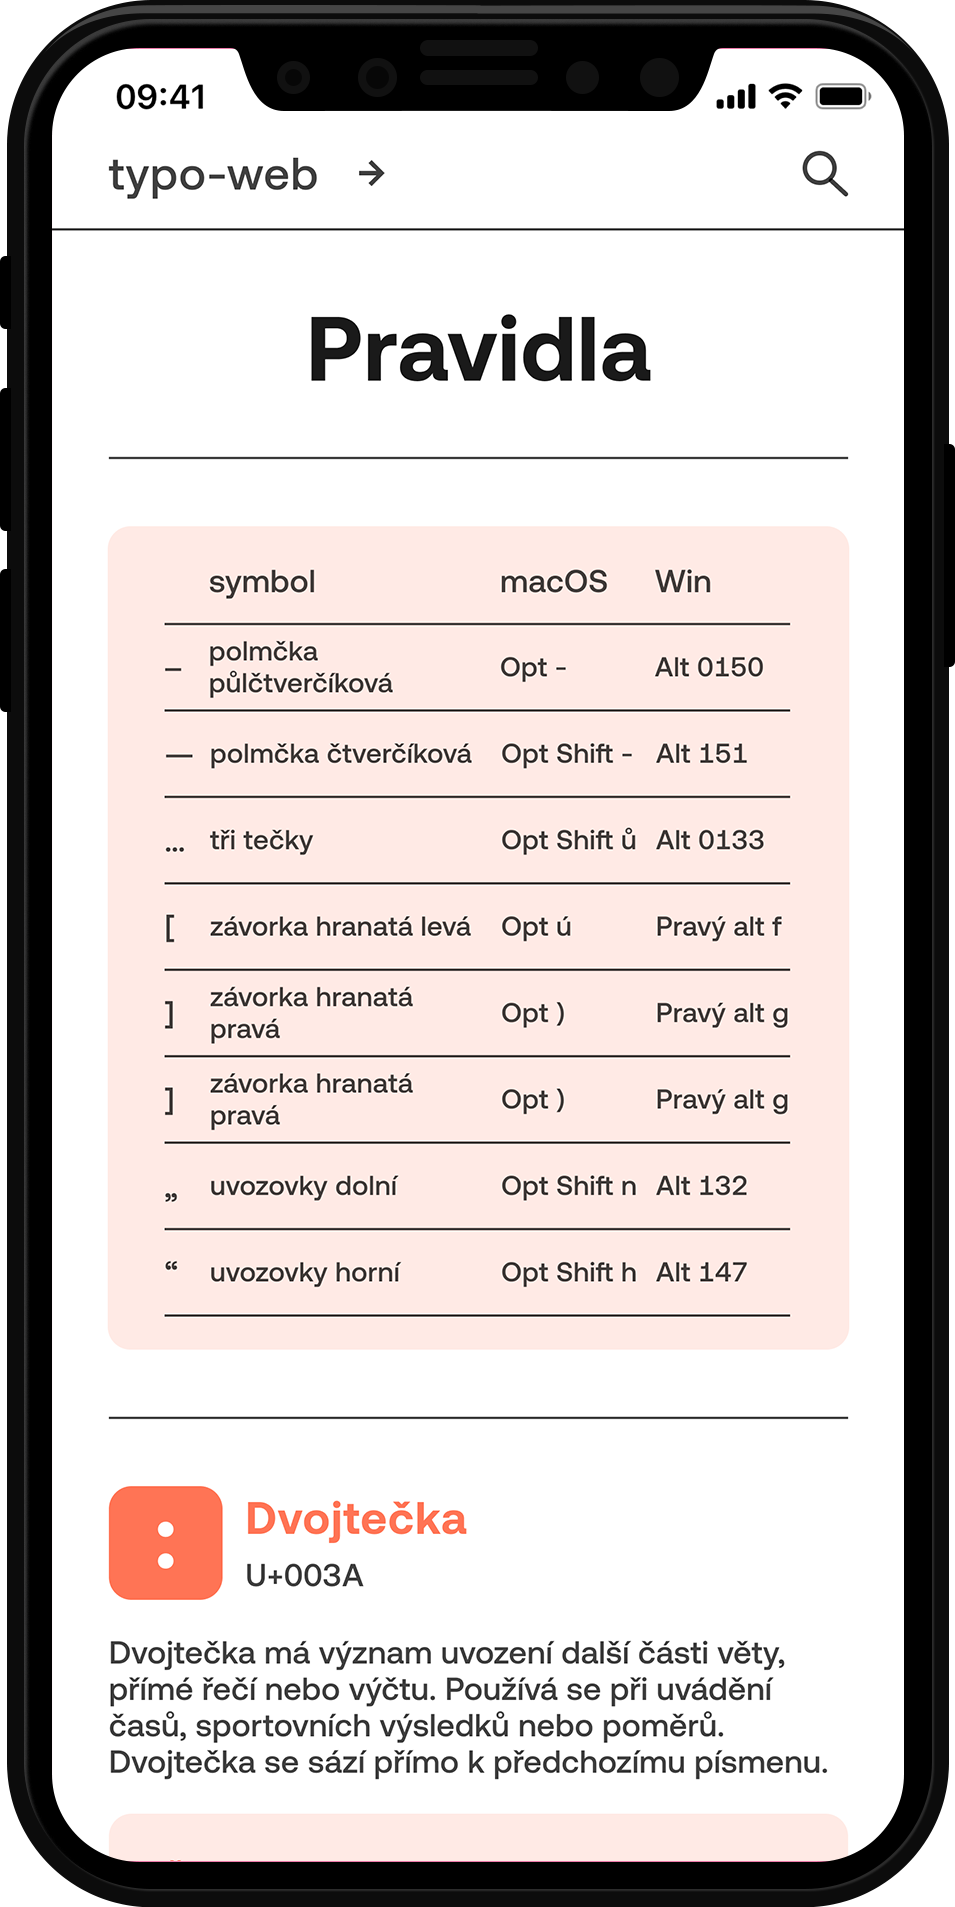 09:41
typo-web →
Pravidla
symbol macOS Win
– polmčka
půlčtverčíková Opt - Alt 0150
— polmčka čtverčíková Opt Shift - Alt 151
… tři tečky Opt Shift ů Alt 0133
[ závorka hranatá levá Opt ú Pravý alt f
] závorka hranatá
pravá Opt ) Pravý alt g
] závorka hranatá
pravá Opt ) Pravý alt g
„ uvozovky dolní Opt Shift n Alt 132
“ uvozovky horní Opt Shift h Alt 147
: Dvojtečka
U+003A
Dvojtečka má význam uvození další části věty,
přímé řečí nebo výčtu. Používá se při uvádění
časů, sportovních výsledků nebo poměrů.
Dvojtečka se sází přímo k předchozímu písmenu.